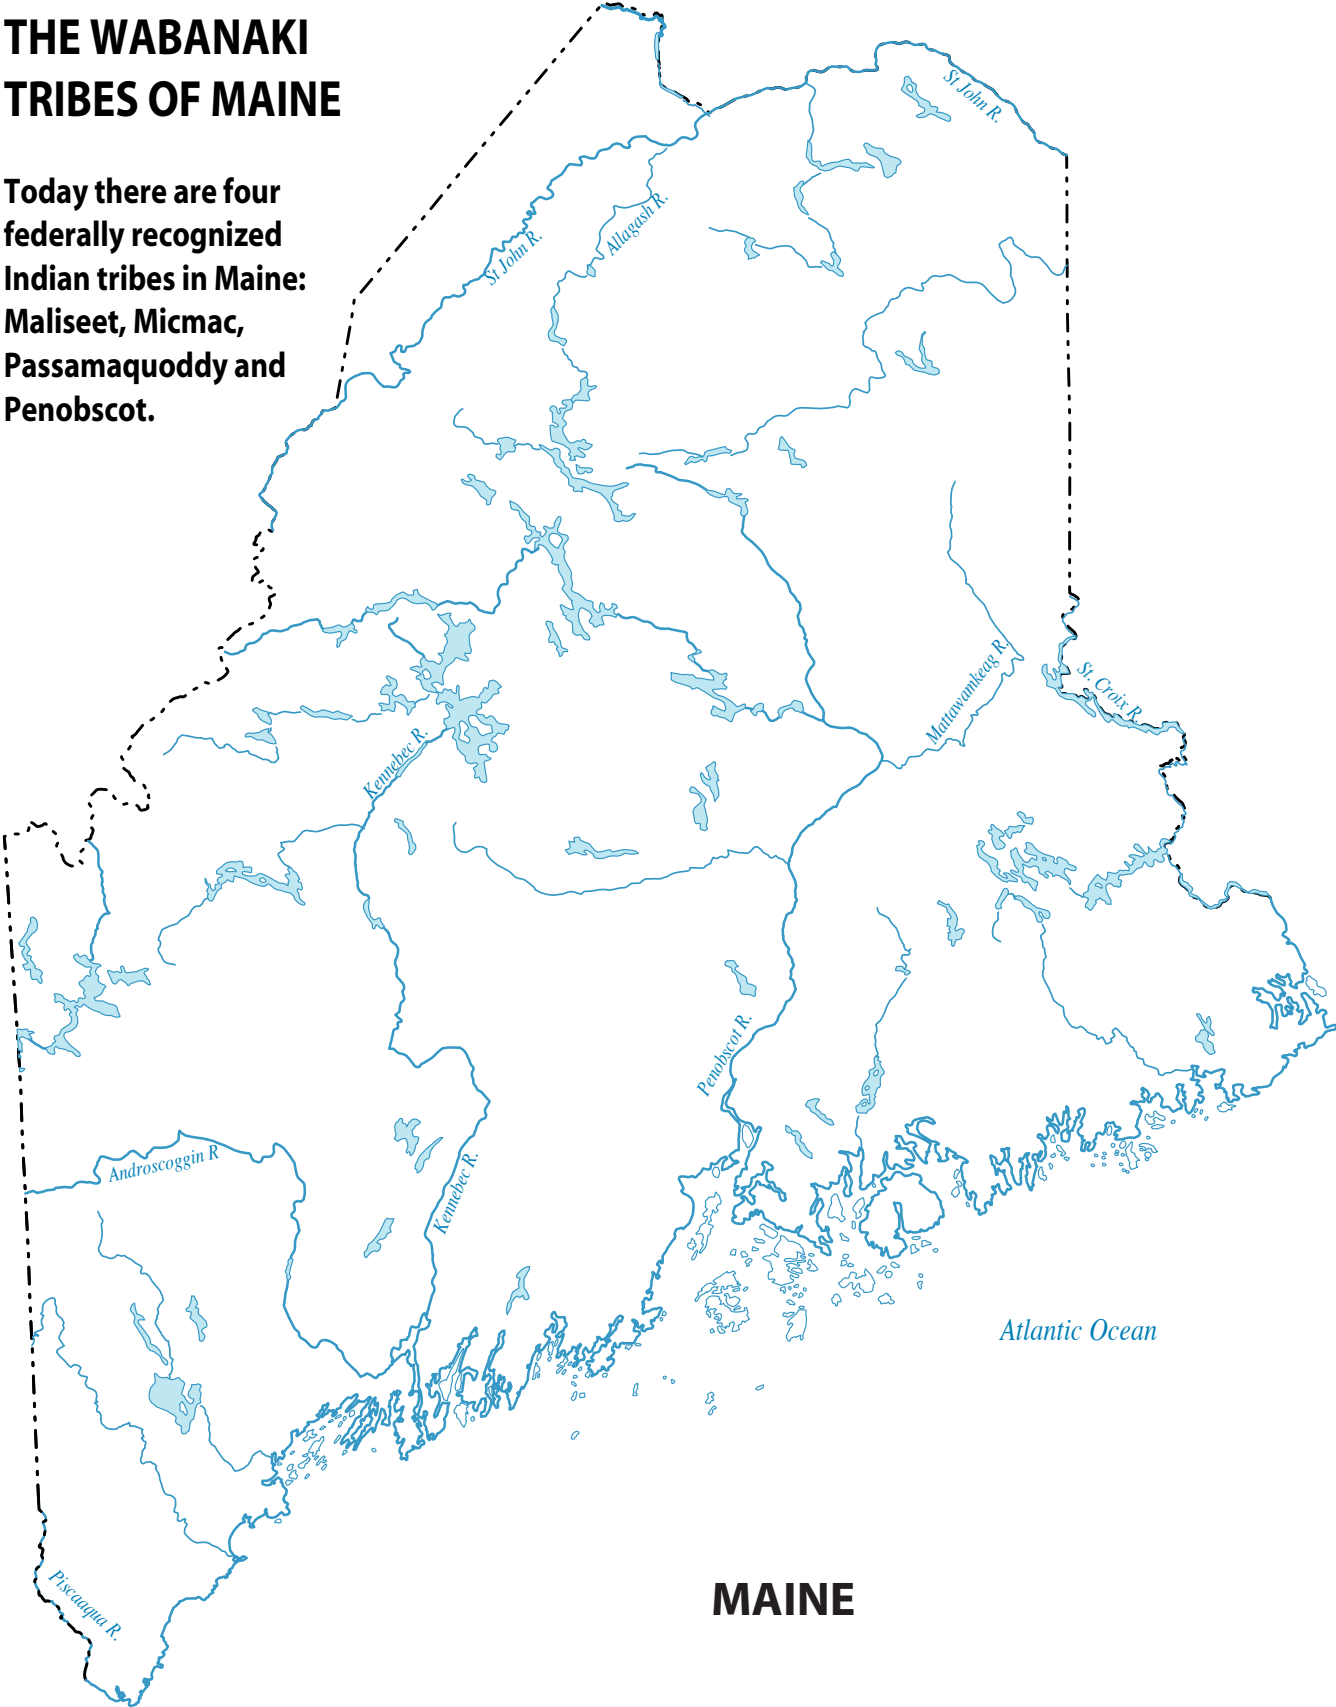 THE WABANAKI
TRIBES OF MAINE
Today there are four
federally recognized
Indian tribes in Maine:
Maliseet, Micmac,
Passamaquoddy and
Penobscot.
St John R.
St John R.
Allagash R.
Mattawamkeag R.
St. Croix R.
Kennebec R.
Penobscot R.
Androscoggin R
Kennebec R.
Atlantic Ocean
Piscaaqua R.
MAINE